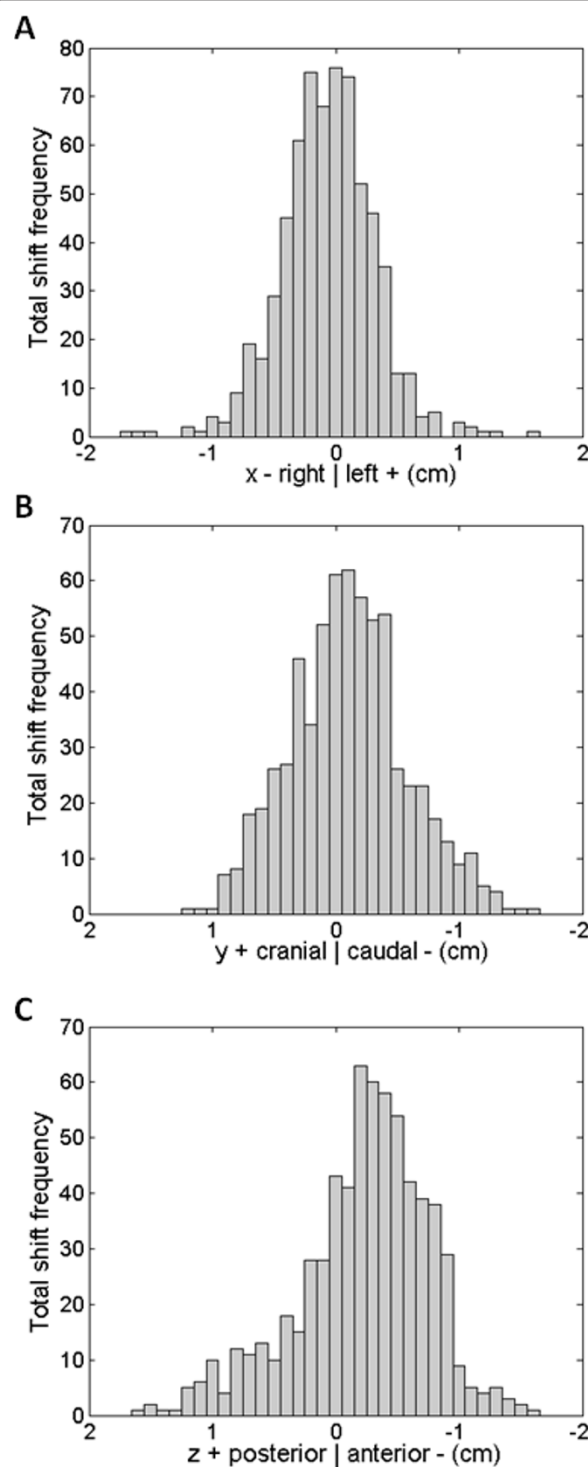 A
80
70
60
50
40
30
20
10
0
Total shift frequency
-2 -1 0 1 2
x - right | left + (cm)
B
70
60
50
40
30
20
10
0
Total shift frequency
2 1 0 -1 -2
y + cranial | caudal - (cm)
C
70
60
50
40
30
20
10
0
Total shift frequency
2 1 0 -1 -2
z + posterior | anterior - (cm)